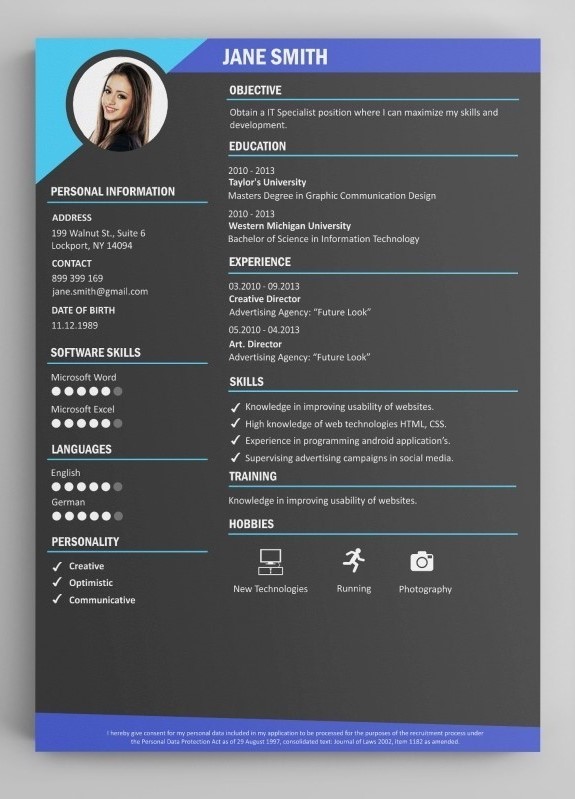 JANE SMITH
PERSONAL INFORMATION
ADDRESS
199 Walnut St., Suite 6
Lockport, NY 14094
CONTACT
899 399 169
jane.smith@gmail.com
DATE OF BIRTH
11.12.1989
SOFTWARE SKILLS
Microsoft Word
Microsoft Excel
LANGUAGES
English
German
PERSONALITY
Creative
Optimistic
Communicative
OBJECTIVE
Obtain a IT Specialist position where I can maximize my skills and
development.
EDUCATION
2010 - 2013
Taylor's University
Masters Degree in Graphic Communication Design
2010 - 2013
Western Michigan University
Bachelor of Science in Information Technology
EXPERIENCE
03.2010 - 09.2013
Creative Director
Advertising Agency: “Future Look”
05.2010 - 04.2013
Art. Director
Advertising Agency: “Future Look”
SKILLS
Knowledge in improving usability of websites.
High knowledge of web technologies HTML, CSS.
Experience in programming android application's.
Supervising advertising campaigns in social media.
TRAINING
Knowledge in improving usability of websites.
HOBBIES
New Technologies
Running
Photography
I hereby give consent for my personal data included in my application to be processed for the purposes of the recruitment process under
the Personal Data Protection Act as of 29 August 1997, consolidated text: Journal of Laws 2002, item 1182 as amended.